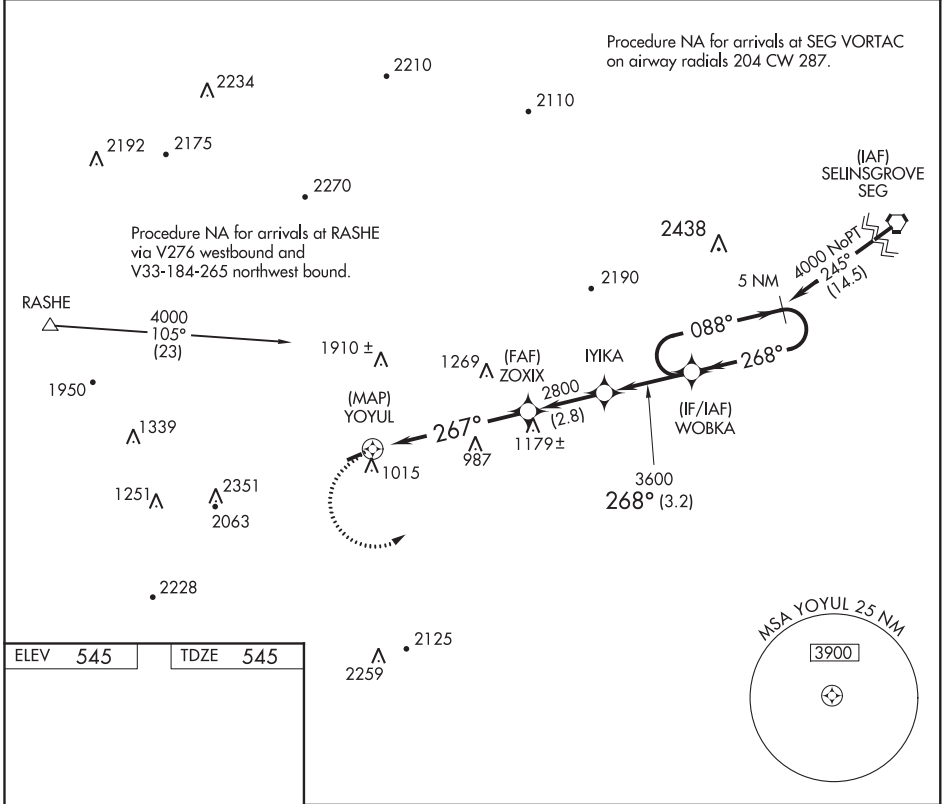 Procedure NA for arrivals at SEG VORTAC
on airway radials 204 CW 287.
2210
2234
2110
2192
2175
(IAF)
SELINSGROVE
SEG
2270
Procedure NA for arrivals at RASHE
via V276 westbound and
V33-184-265 northwest bound.
2438
4000 NoPT
245°
(14.5)
5 NM
2190
RASHE
4000
105°
(23)
088°
268°
1910 ±
1269
(FAF)
ZOXIX
IYIKA
2800
(2.8)
1950
(MAP)
YOYUL
(IF/IAF)
WOBKA
267°
1339
987
1179 ±
1015
3600
268° (3.2)
1251
2351
2063
2228
MSA YOYUL 25 NM
3900
2125
2259
ELEV 545
TDZE 545